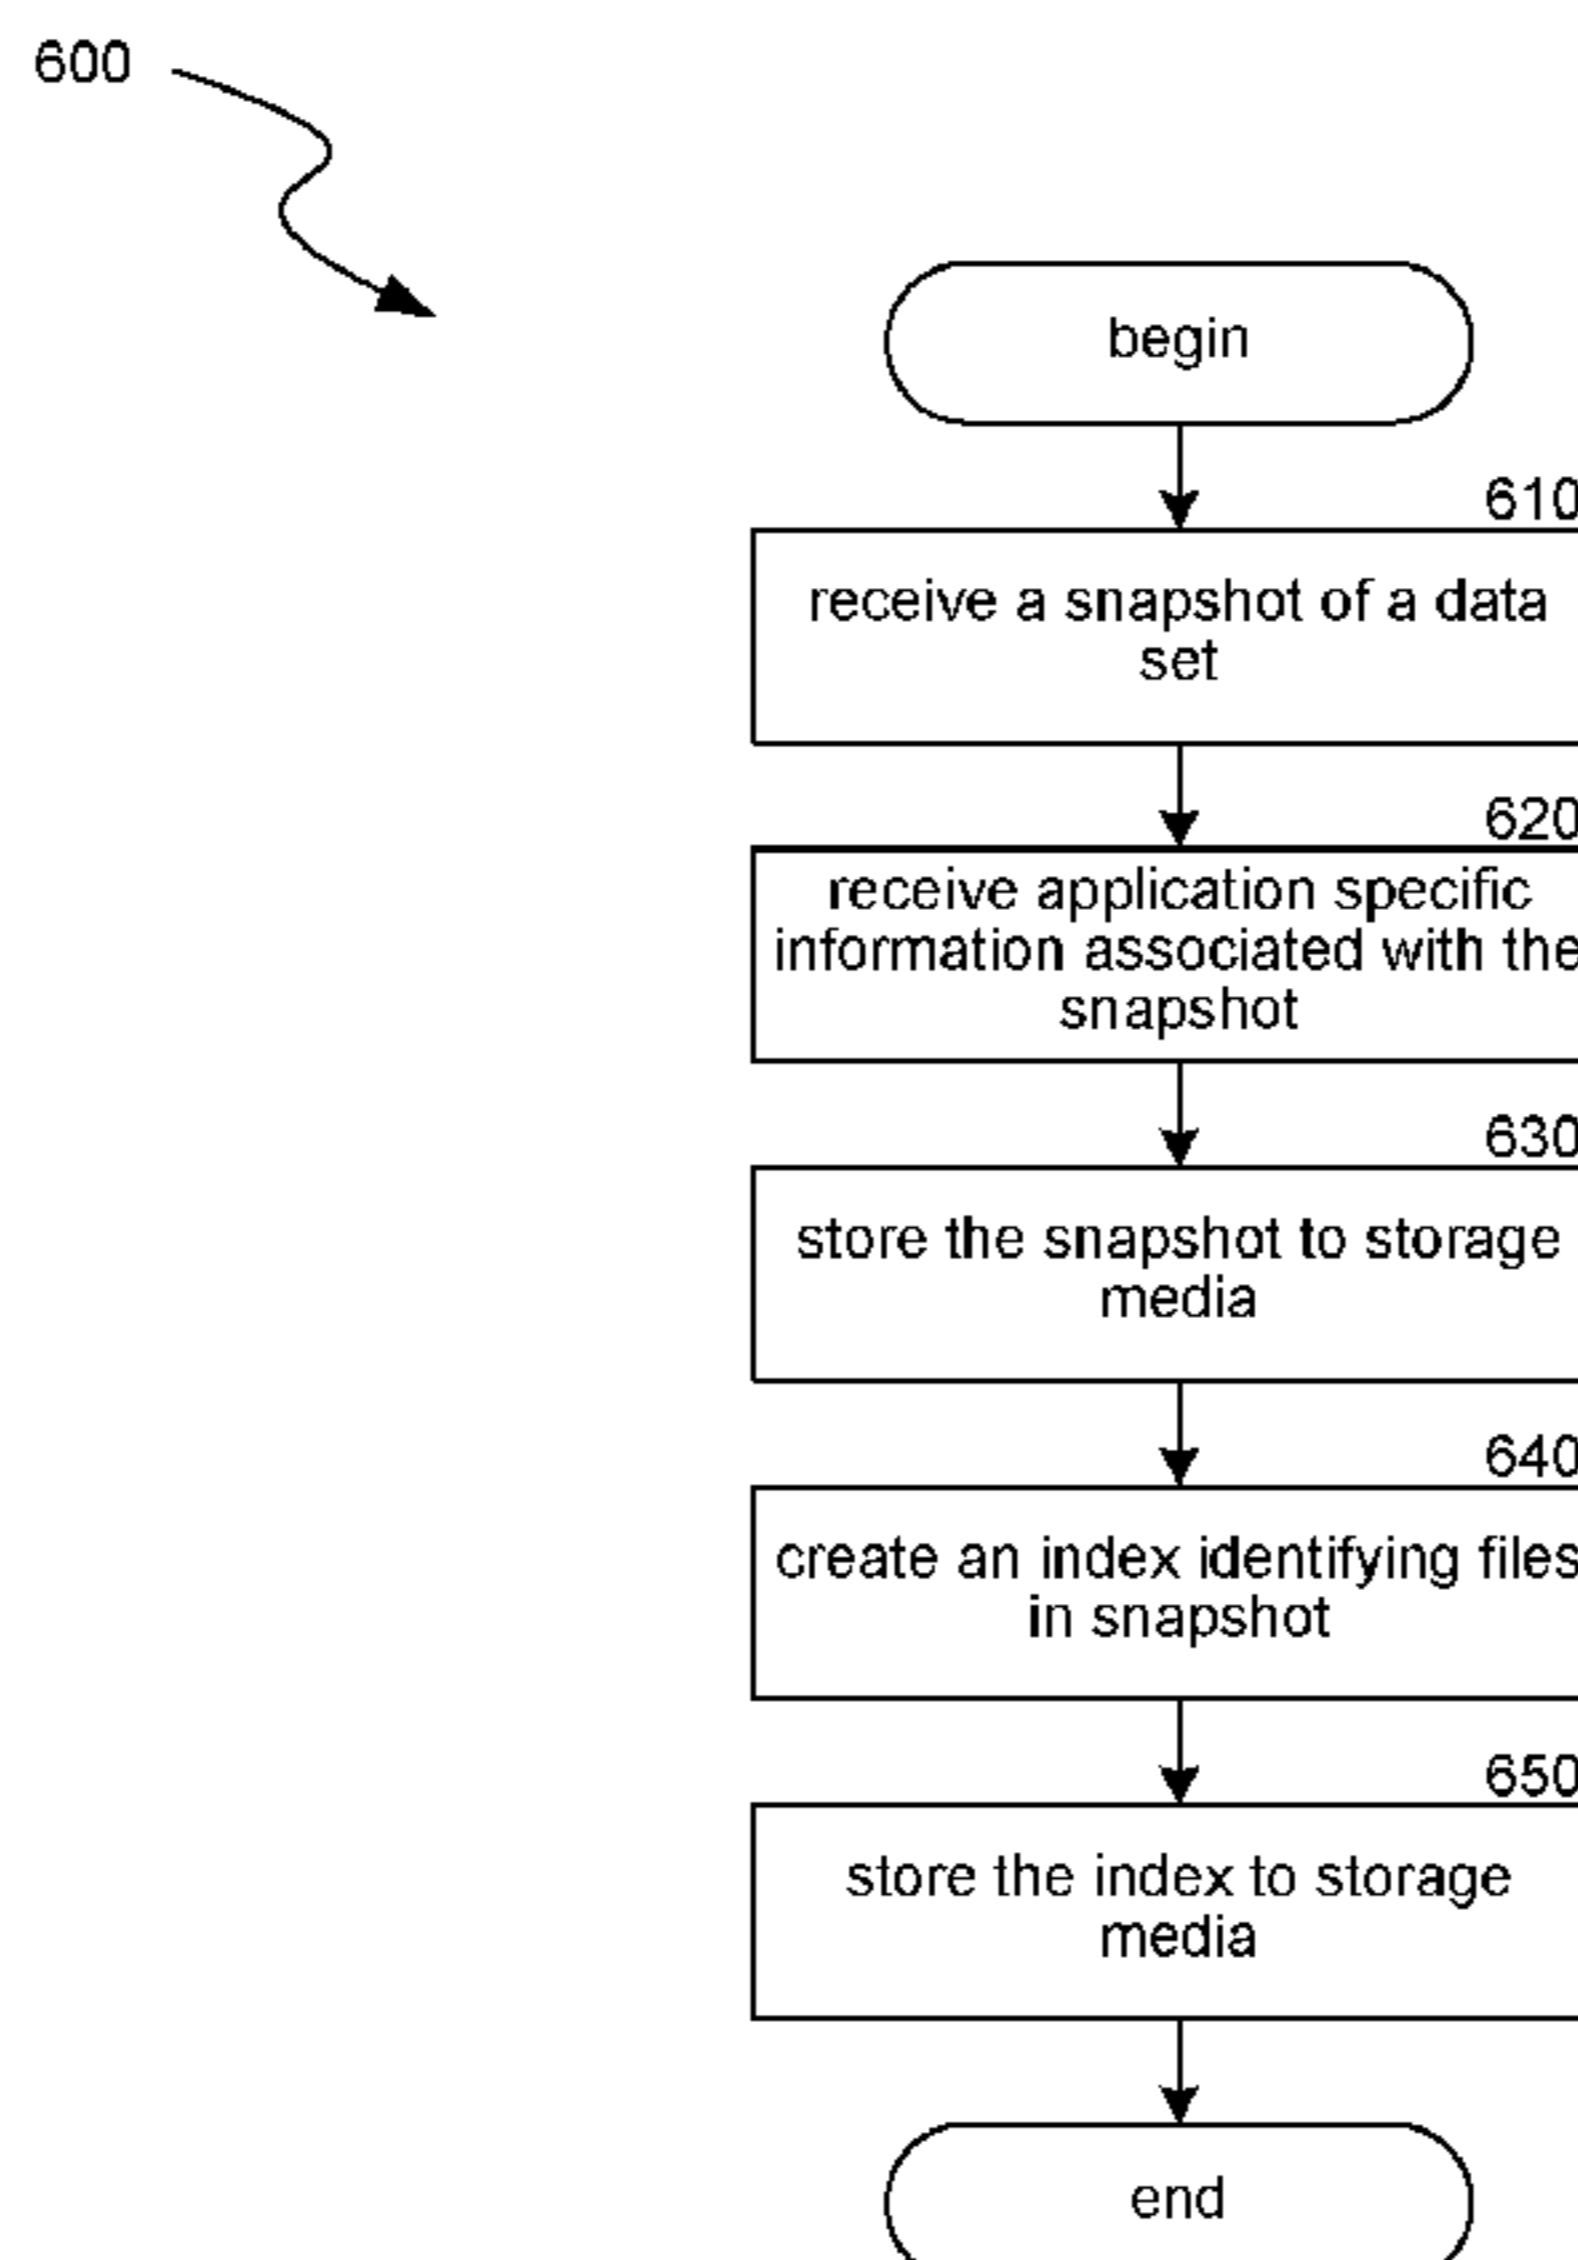 600
begin
610
receive a snapshot of a data
set
620
receive application specific
information associated with the
snapshot
630
store the snapshot to storage
media
640
create an index identifying files
in snapshot
650
store the index to storage
media
end